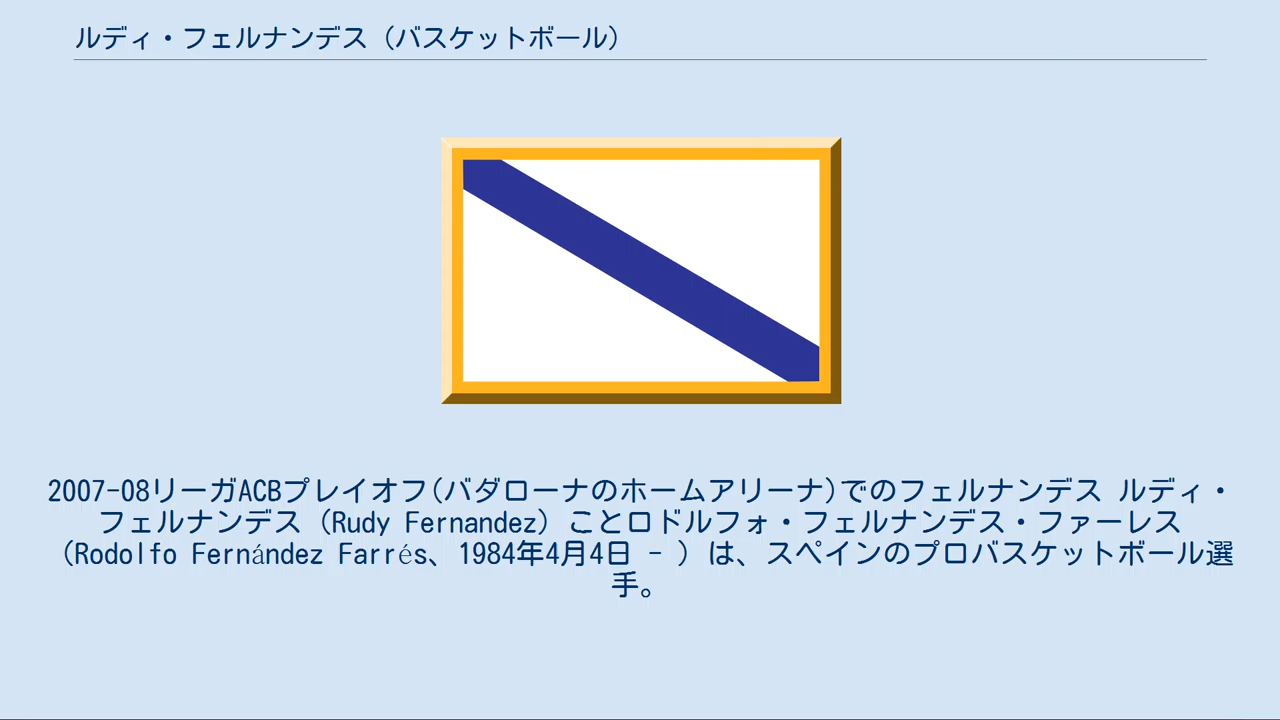 ルディ・フェルナンデス（バスケットボール）
2007-08リーガACBプレイオフ(バダローナのホームアリーナ)でのフェルナンデス ルディ・
フェルナンデス（Rudy Fernandez）ことロドルフォ・フェルナンデス・ファーレス
（Rodolfo Fernández Farrés、1984年4月4日 - ）は、スペインのプロバスケットボール選
手。